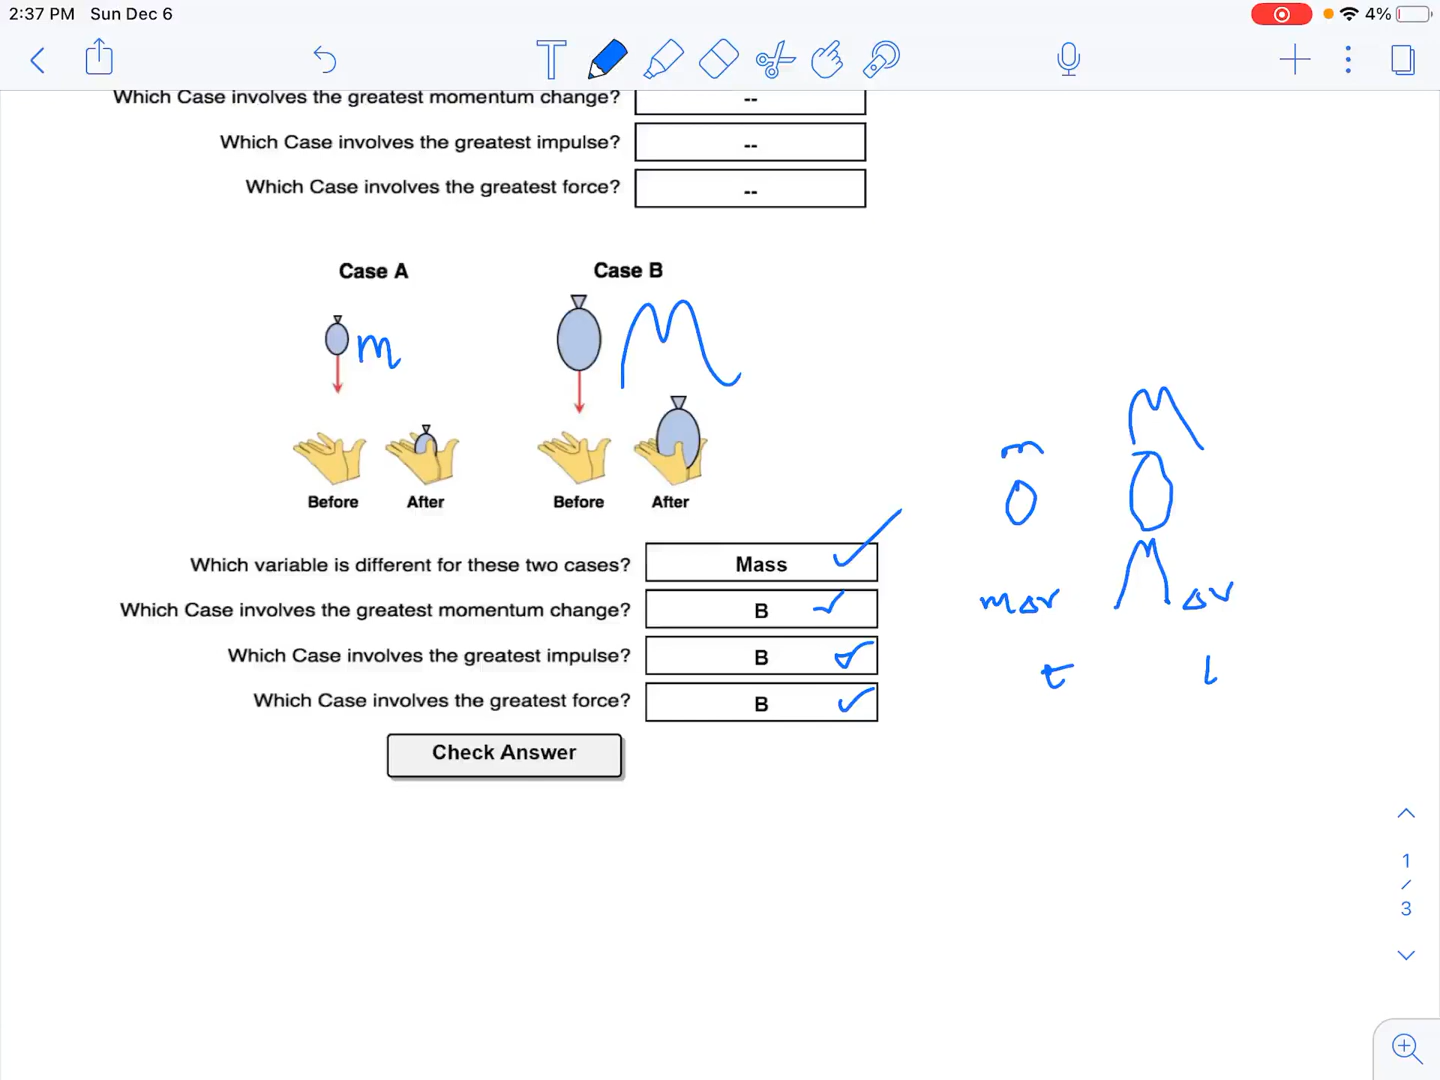 2:37 PM Sun Dec 6 4%
T
Which Case involves the greatest momentum change? --
Which Case involves the greatest impulse? --
Which Case involves the greatest force? --
Case A Case B
m M
M
m
Before After Before After
Which variable is different for these two cases? Mass
Which Case involves the greatest momentum change? B
mΔv MΔv
Which Case involves the greatest impulse? B
t
Which Case involves the greatest force? B
Check Answer
1
/
3